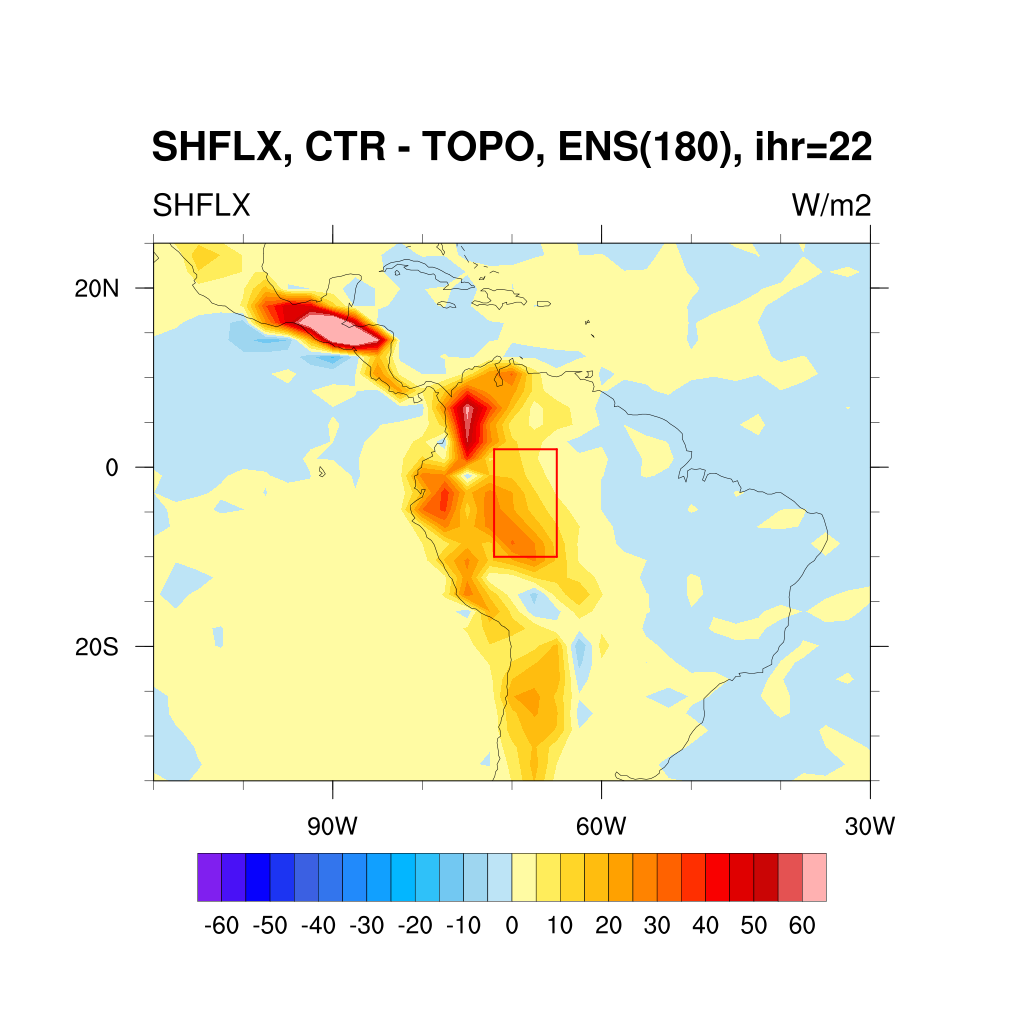 SHFLX, CTR - TOPO, ENS(180), ihr=22
SHFLX W/m2
20N
0
20S
90W 60W 30W
-60 -50 -40 -30 -20 -10 0 10 20 30 40 50 60